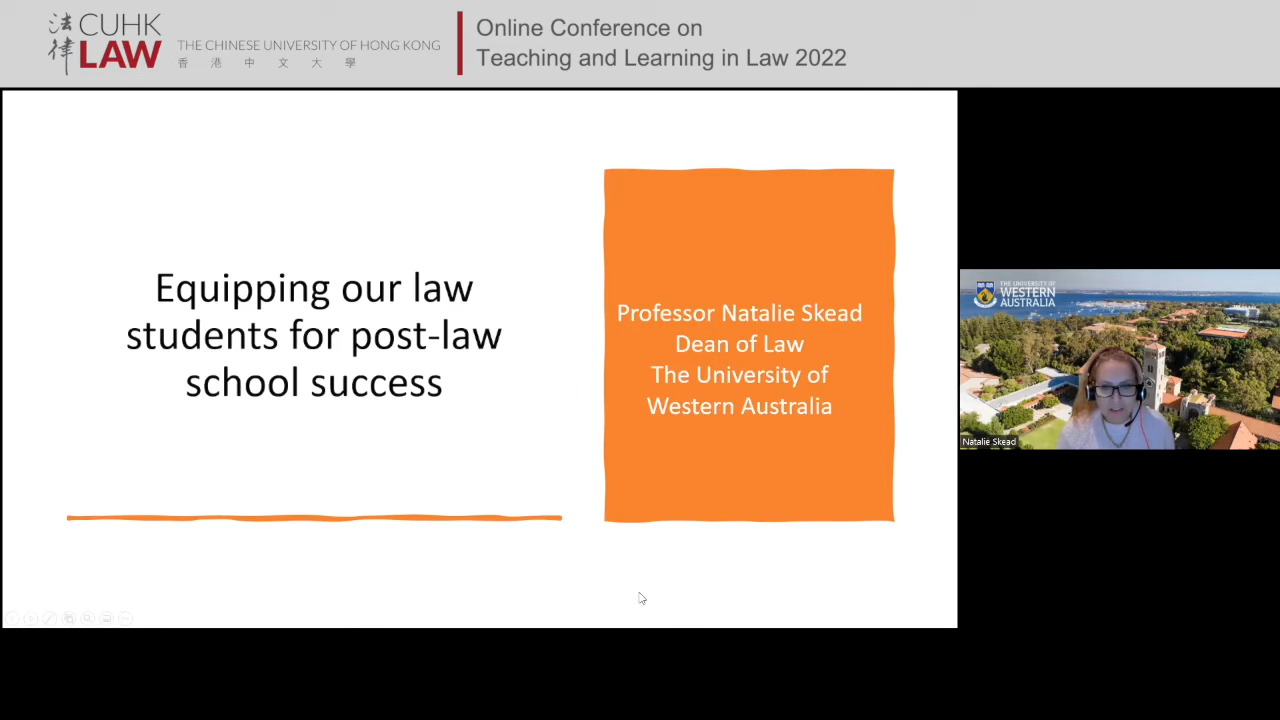 法律
CUHK
LAW
THE CHINESE UNIVERSITY OF HONG KONG
香港中文大學
Online Conference on
Teaching and Learning in Law 2022
Equipping our law
students for post-law
school success
Professor Natalie Skead
Dean of Law
The University of
Western Australia
THE UNIVERSITY OF
WESTERN
AUSTRALIA
Natalie Skead